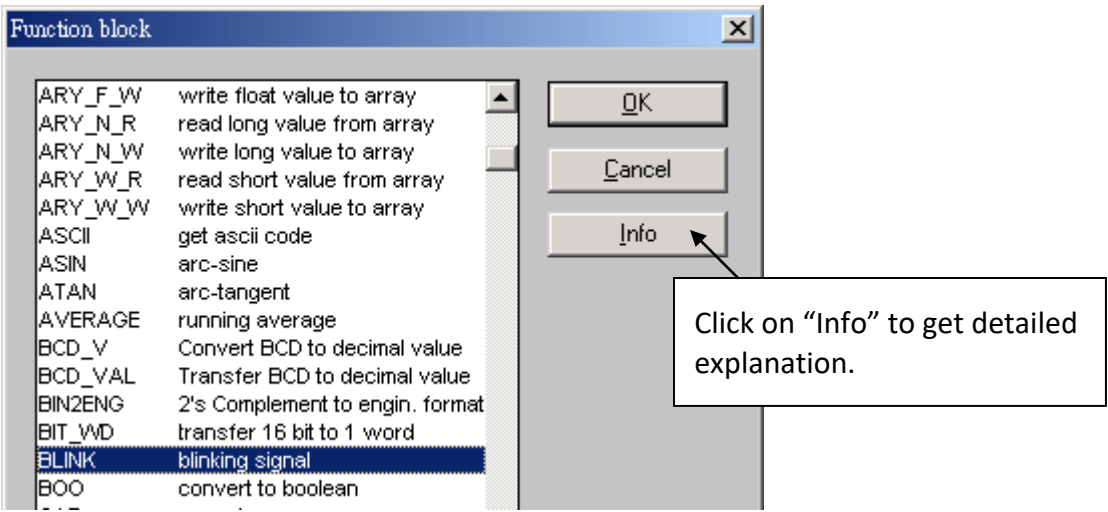 Function block
ARY_F_W write float value to array
ARY_N_R read long value from array
ARY_N_W write long value to array
ARY_W_R read short value from array
ARY_W_W write short value to array
ASCII get ascii code
ASIN arc-sine
ATAN arc-tangent
AVERAGE running average
BCD_V Convert BCD to decimal value
BCD_VAL Transfer BCD to decimal value
BIN2ENG 2's Complement to engin. format
BIT_WD transfer 16 bit to 1 word
BLINK blinking signal
BOO convert to boolean
OK
Cancel
Info
Click on “Info” to get detailed
explanation.